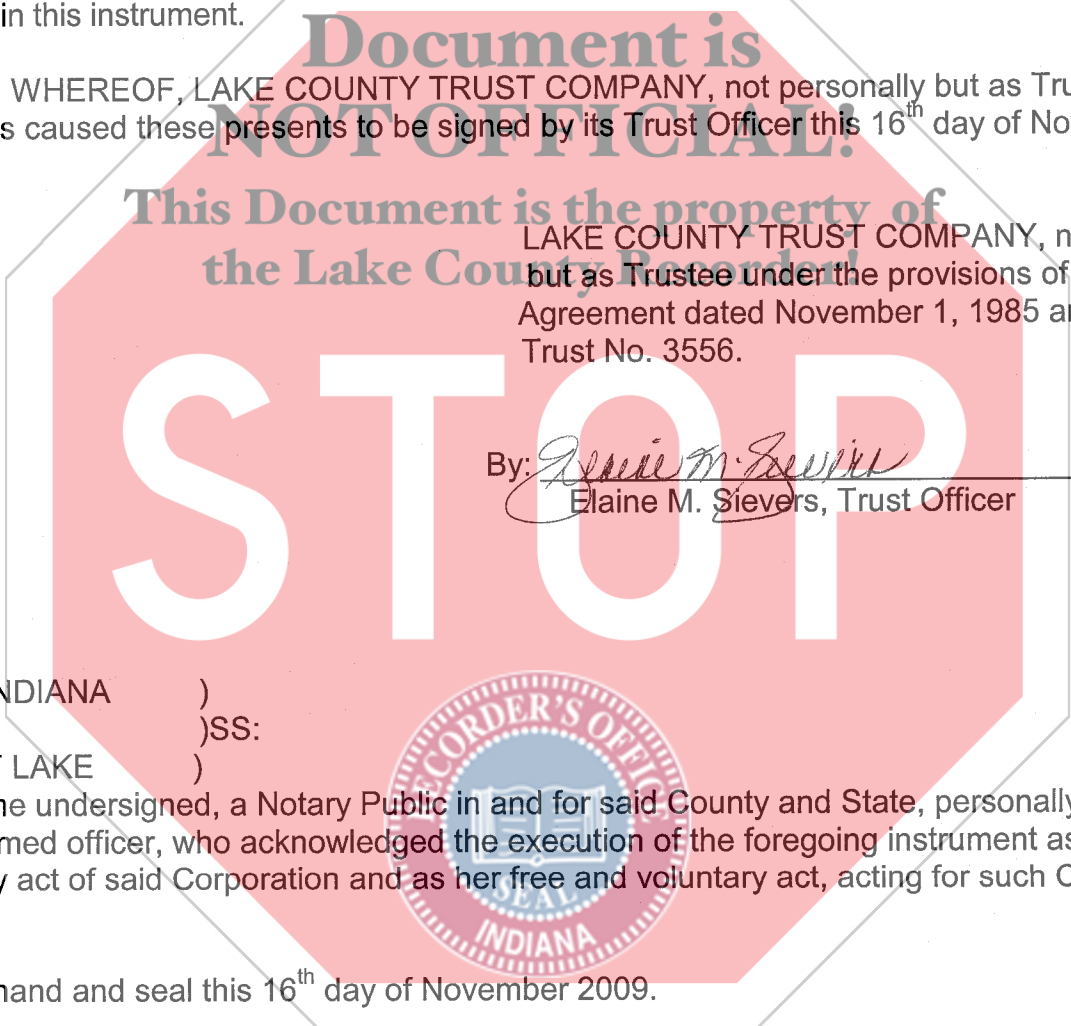 in this instrument.
Document is
WHEREOF, LAKE COUNTY TRUST COMPANY, not personally but as Tru
s caused these presents to be signed by its Trust Officer this 16th day of No
NOT OFFICIAL!
This Document is the property of
the Lake County Recorder!
LAKE COUNTY TRUST COMPANY, n
but as Trustee under the provisions of
Agreement dated November 1, 1985 an
Trust No. 3556.
STOP
By: Elaine M. Sievers
Elaine M. Sievers, Trust Officer
NDIANA )
)SS:
LAKE )
RECORDER'S OFFICE
SEAL
INDIANA
ne undersigned, a Notary Public in and for said County and State, personally
med officer, who acknowledged the execution of the foregoing instrument as
y act of said Corporation and as her free and voluntary act, acting for such C
hand and seal this 16th day of November 2009.